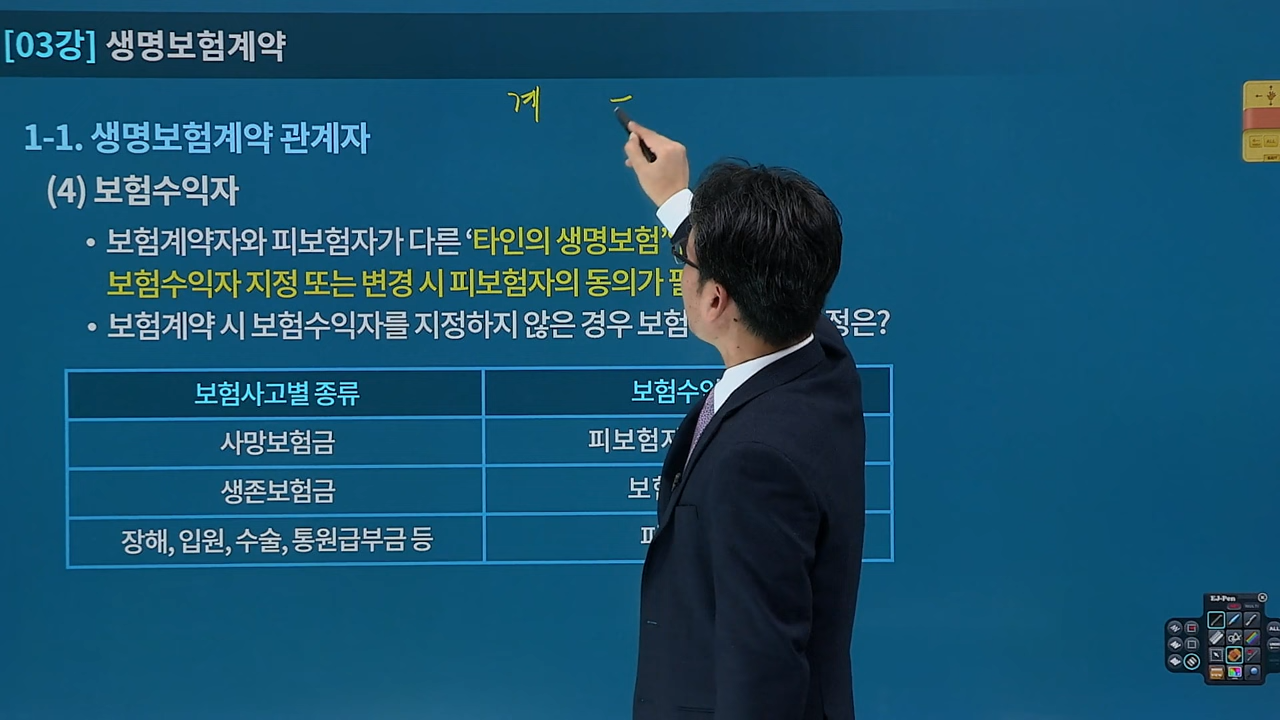 [03강] 생명보험계약
계
1-1. 생명보험계약 관계자
(4) 보험수익자
• 보험계약자와 피보험자가 다른 ‘타인의 생명보험’
보험수익자 지정 또는 변경 시 피보험자의 동의가
• 보험계약 시 보험수익자를 지정하지 않은 경우 보험 정은?
보험사고별 종류 보험수익
사망보험금 피보험자
생존보험금 보험
장해, 입원, 수술, 통원급부금 등 피
EJ-Pen
ALL